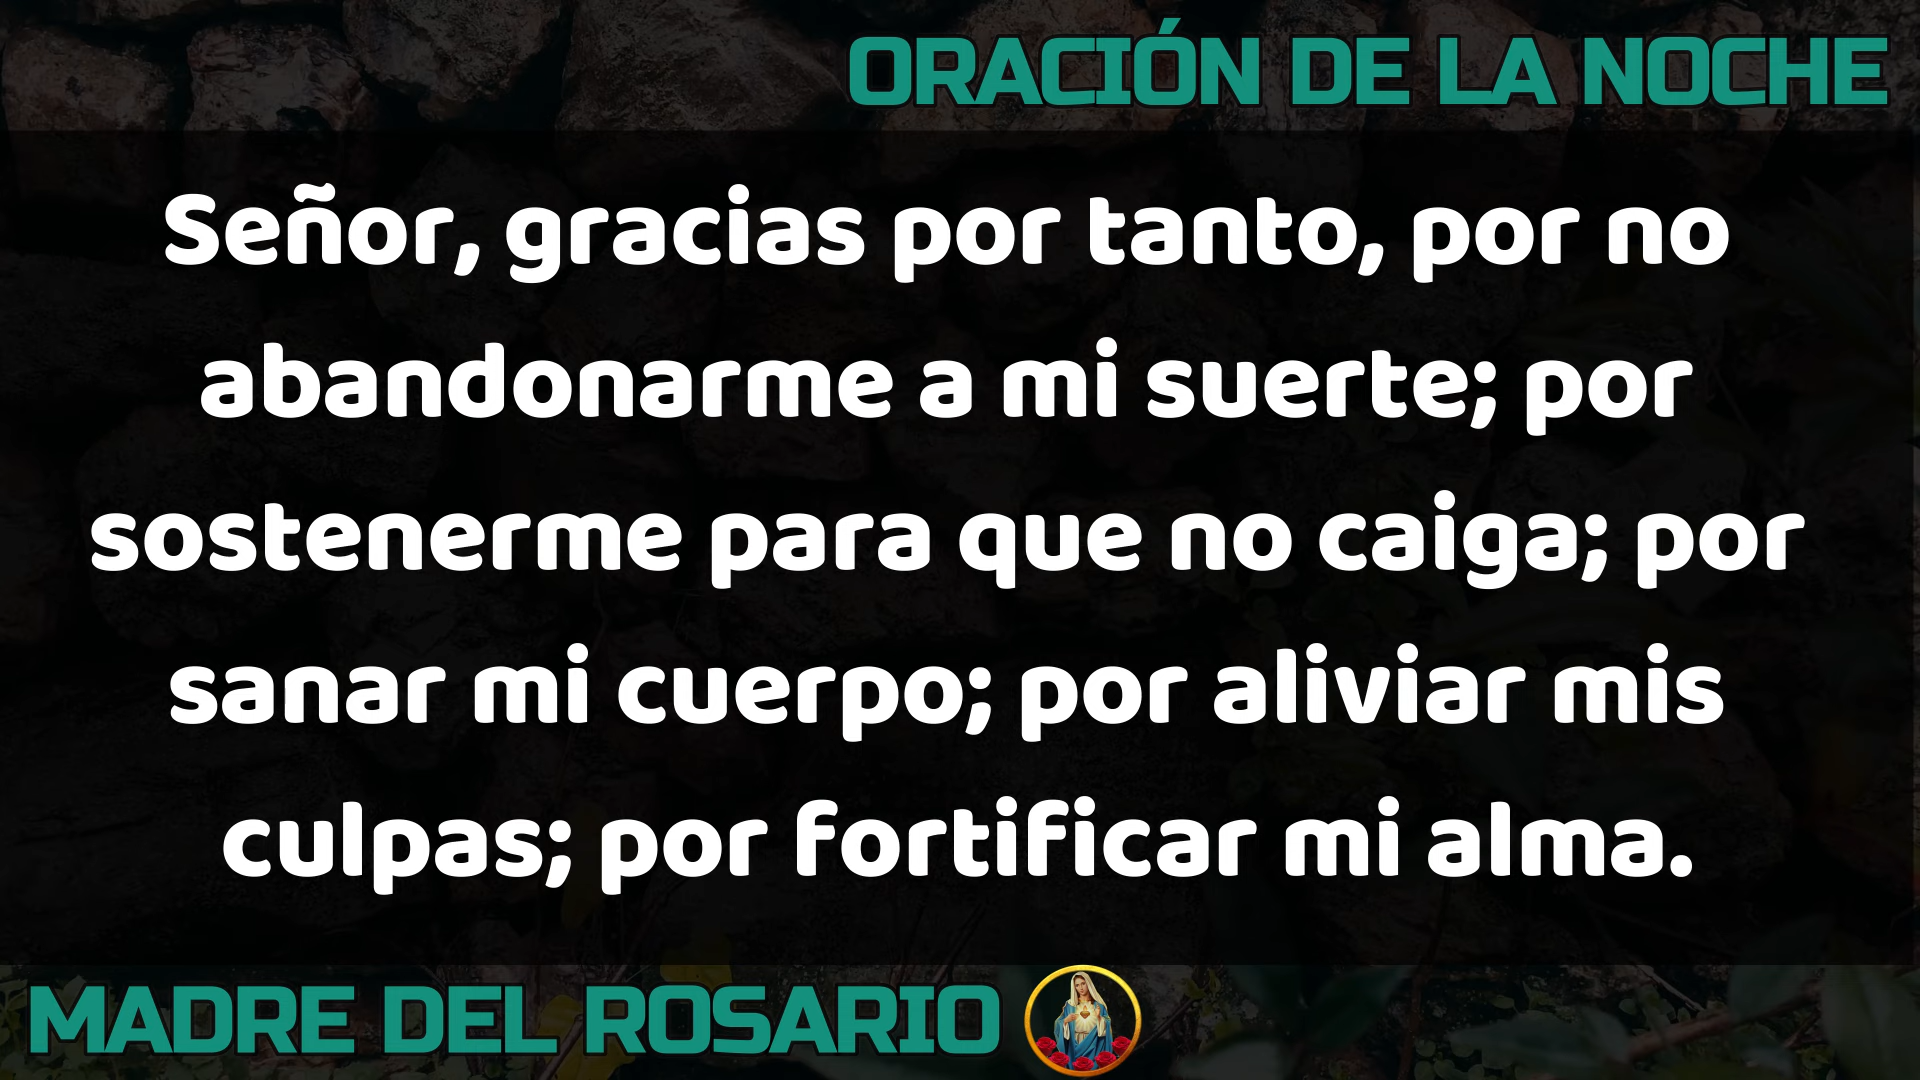 ORACIÓN DE LA NOCHE
Señor, gracias por tanto, por no
abandonarme a mi suerte; por
sostenerme para que no caiga; por
sanar mi cuerpo; por aliviar mis
culpas; por fortificar mi alma.
MADRE DEL ROSARIO